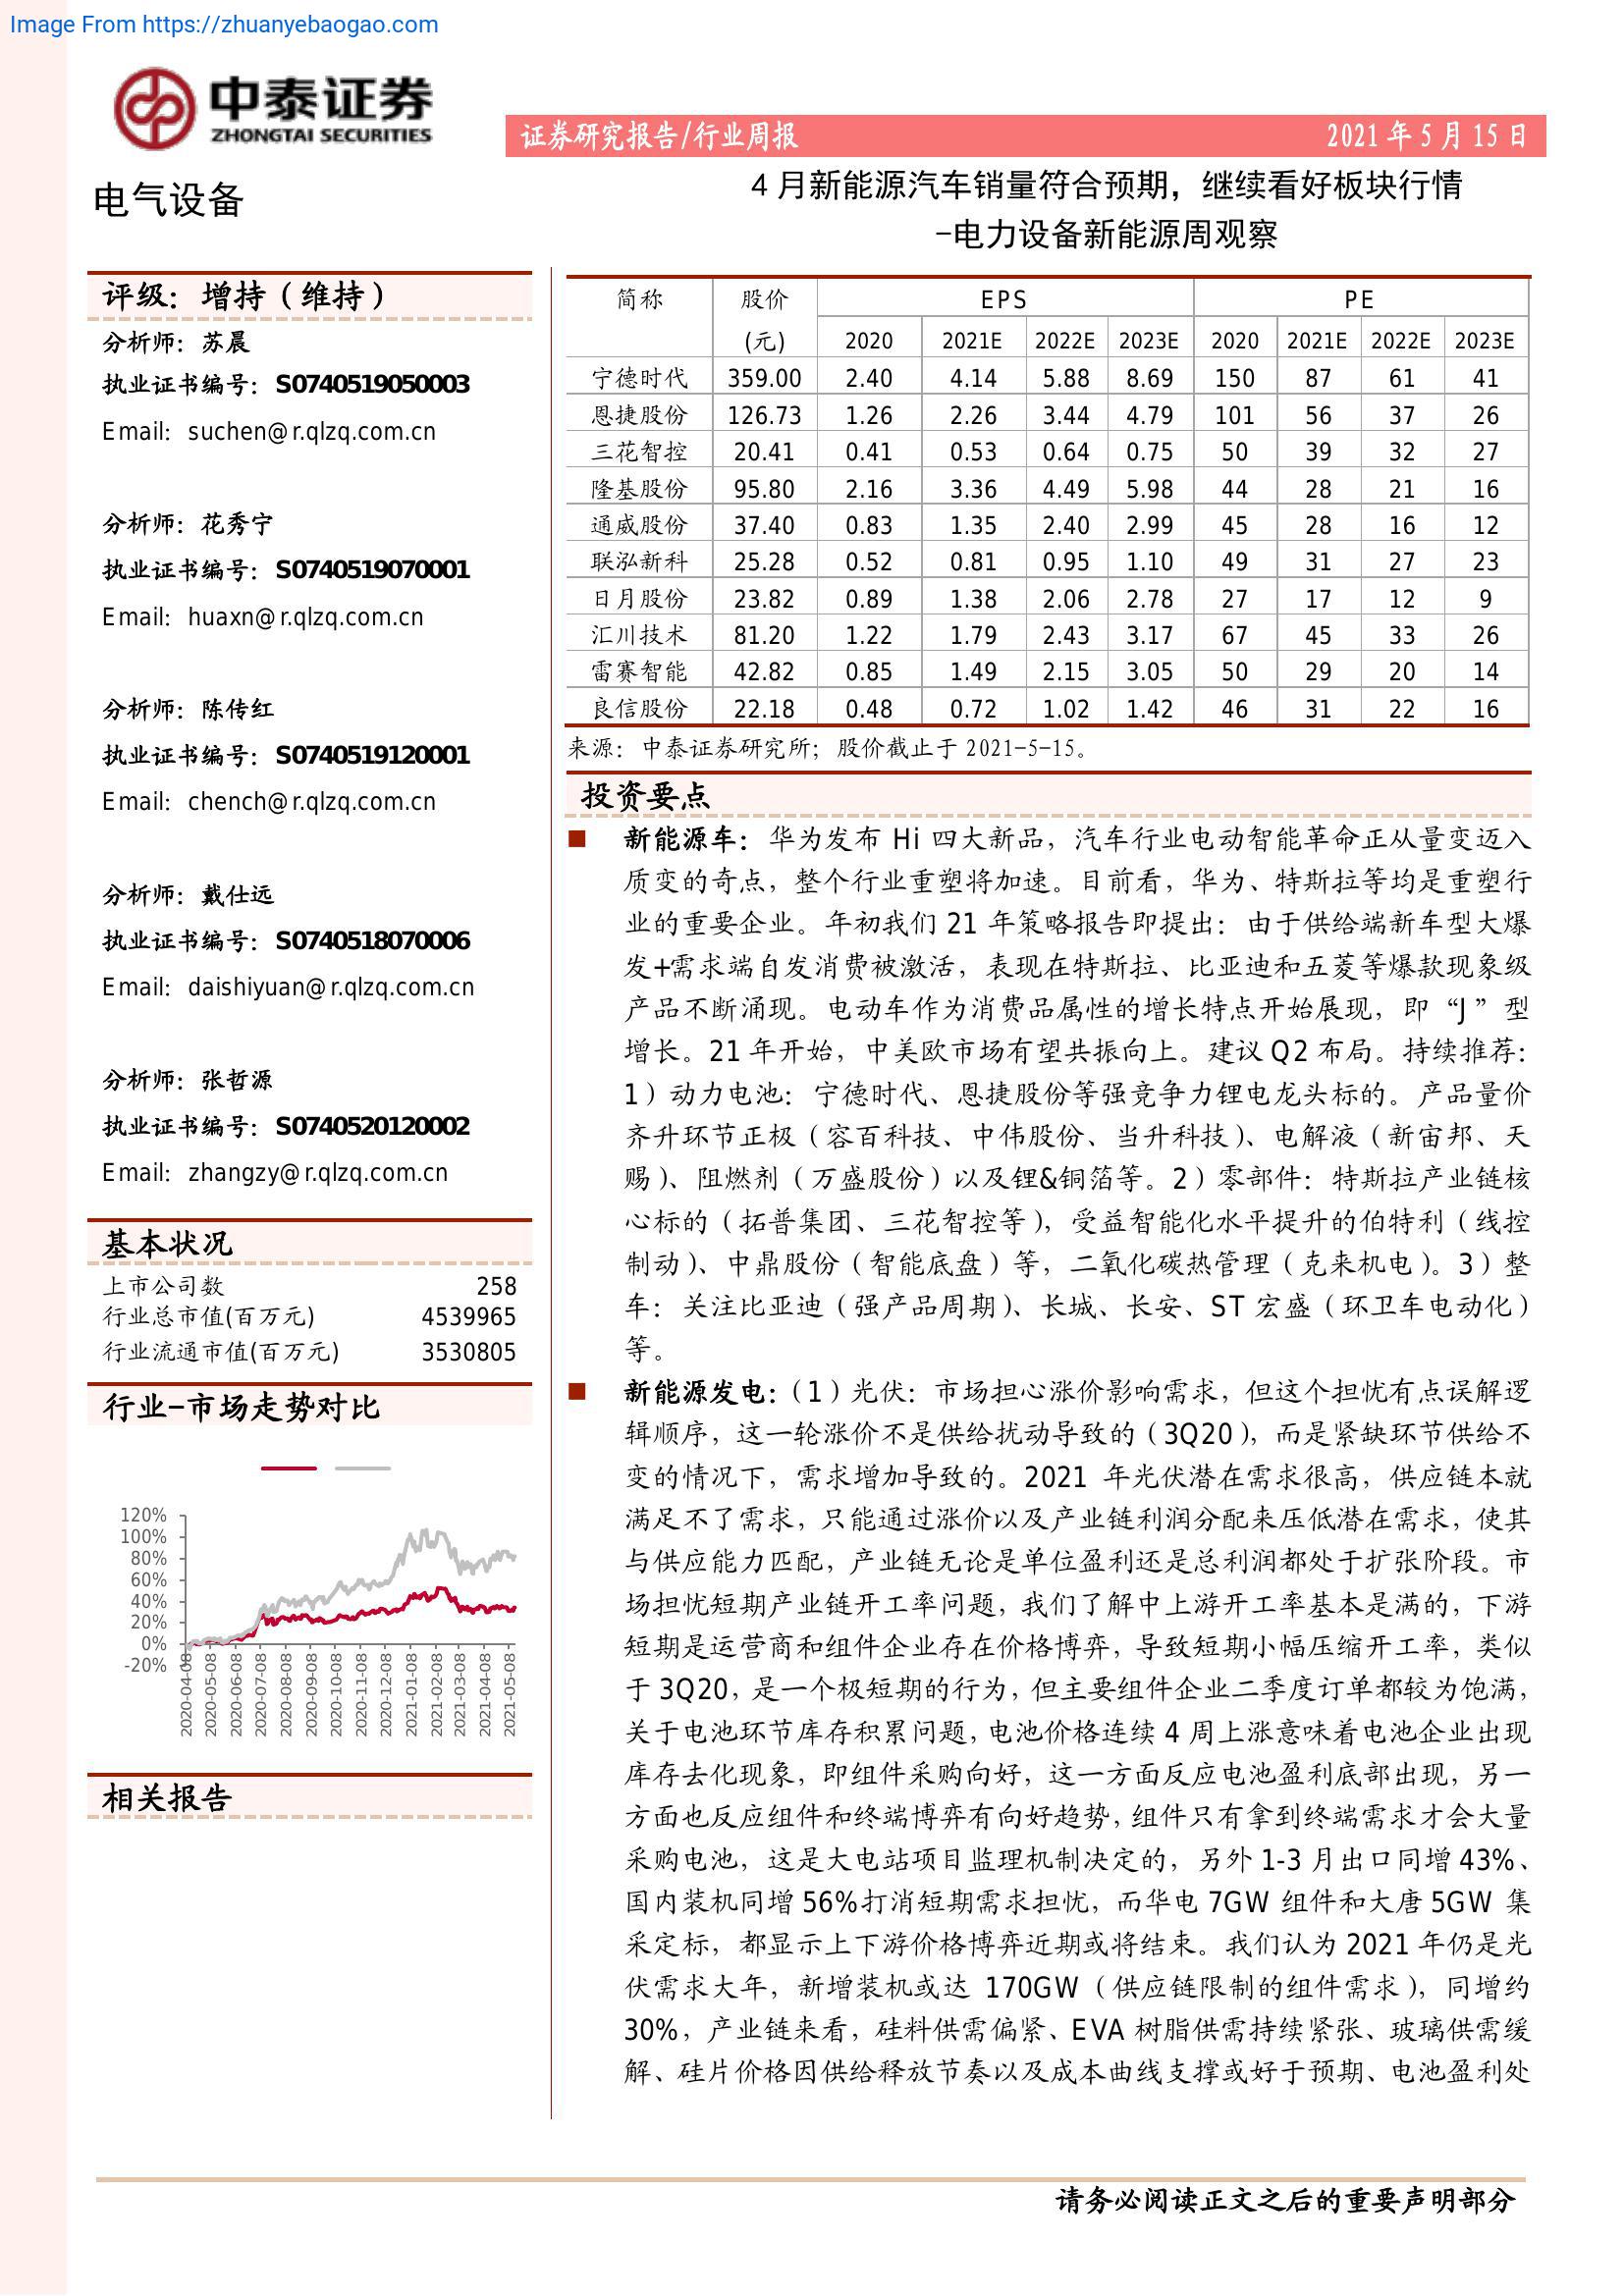 Image From https://zhuanyebaogao.com
中泰证券
ZHONGTAI SECURITIES
证券研究报告/行业周报 2021 年 5 月 15 日
电气设备
4 月新能源汽车销量符合预期，继续看好板块行情
-电力设备新能源周观察
评级：增持（维持）
分析师：苏晨
执业证书编号：S0740519050003
Email: suchen@r.qlzq.com.cn
分析师：花秀宁
执业证书编号：S0740519070001
Email: huaxn@r.qlzq.com.cn
分析师：陈传红
执业证书编号：S0740519120001
Email: chench@r.qlzq.com.cn
分析师：戴仕远
执业证书编号：S0740518070006
Email: daishiyuan@r.qlzq.com.cn
分析师：张哲源
执业证书编号：S0740520120002
Email: zhangzy@r.qlzq.com.cn
基本状况
上市公司数 258
行业总市值(百万元) 4539965
行业流通市值(百万元) 3530805
行业-市场走势对比
120%
100%
80%
60%
40%
20%
0%
-20%
2020-04-08
2020-05-08
2020-06-08
2020-07-08
2020-08-08
2020-09-08
2020-10-08
2020-11-08
2020-12-08
2021-01-08
2021-02-08
2021-03-08
2021-04-08
2021-05-08
相关报告
简称 股价 EPS PE
(元) 2020 2021E 2022E 2023E 2020 2021E 2022E 2023E
宁德时代 359.00 2.40 4.14 5.88 8.69 150 87 61 41
恩捷股份 126.73 1.26 2.26 3.44 4.79 101 56 37 26
三花智控 20.41 0.41 0.53 0.64 0.75 50 39 32 27
隆基股份 95.80 2.16 3.36 4.49 5.98 44 28 21 16
通威股份 37.40 0.83 1.35 2.40 2.99 45 28 16 12
联泓新科 25.28 0.52 0.81 0.95 1.10 49 31 27 23
日月股份 23.82 0.89 1.38 2.06 2.78 27 17 12 9
汇川技术 81.20 1.22 1.79 2.43 3.17 67 45 33 26
雷赛智能 42.82 0.85 1.49 2.15 3.05 50 29 20 14
良信股份 22.18 0.48 0.72 1.02 1.42 46 31 22 16
来源：中泰证券研究所；股价截止于 2021-5-15。
投资要点
■ 新能源车：华为发布 Hi 四大新品，汽车行业电动智能革命正从量变迈入
质变的奇点，整个行业重塑将加速。目前看，华为、特斯拉等均是重塑行
业的重要企业。年初我们 21 年策略报告即提出：由于供给端新车型大爆
发+需求端自发消费被激活，表现在特斯拉、比亚迪和五菱等爆款现象级
产品不断涌现。电动车作为消费品属性的增长特点开始展现，即“J”型
增长。21 年开始，中美欧市场有望共振向上。建议 Q2 布局。持续推荐：
1）动力电池：宁德时代、恩捷股份等强竞争力锂电龙头标的。产品量价
齐升环节正极（容百科技、中伟股份、当升科技）、电解液（新宙邦、天
赐）、阻燃剂（万盛股份）以及锂&铜箔等。2）零部件：特斯拉产业链核
心标的（拓普集团、三花智控等），受益智能化水平提升的伯特利（线控
制动）、中鼎股份（智能底盘）等，二氧化碳热管理（克来机电）。3）整
车：关注比亚迪（强产品周期）、长城、长安、ST 宏盛（环卫车电动化）
等。
■ 新能源发电：（1）光伏：市场担心涨价影响需求，但这个担忧有点误解逻
辑顺序，这一轮涨价不是供给扰动导致的（3Q20），而是紧缺环节供给不
变的情况下，需求增加导致的。2021 年光伏潜在需求很高，供应链本就
满足不了需求，只能通过涨价以及产业链利润分配来压低潜在需求，使其
与供应能力匹配，产业链无论是单位盈利还是总利润都处于扩张阶段。市
场担忧短期产业链开工率问题，我们了解中上游开工率基本是满的，下游
短期是运营商和组件企业存在价格博弈，导致短期小幅压缩开工率，类似
于 3Q20，是一个极短期的行为，但主要组件企业二季度订单都较为饱满，
关于电池环节库存积累问题，电池价格连续 4 周上涨意味着电池企业出现
库存去化现象，即组件采购向好，这一方面反应电池盈利底部出现，另一
方面也反应组件和终端博弈有向好趋势，组件只有拿到终端需求才会大量
采购电池，这是大电站项目监理机制决定的，另外 1-3 月出口同增 43%、
国内装机同增 56%打消短期需求担忧，而华电 7GW 组件和大唐 5GW 集
采定标，都显示上下游价格博弈近期或将结束。我们认为 2021 年仍是光
伏需求大年，新增装机或达 170GW（供应链限制的组件需求），同增约
30%，产业链来看，硅料供需偏紧、EVA 树脂供需持续紧张、玻璃供需缓
解、硅片价格因供给释放节奏以及成本曲线支撑或好于预期、电池盈利处
请务必阅读正文之后的重要声明部分